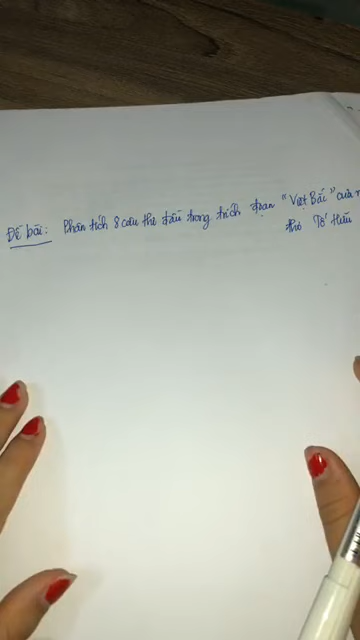 Đề bài: Phân tích 8 câu thơ đầu trong trích đoạn "Việt Bắc" của
thơ Tố Hữu